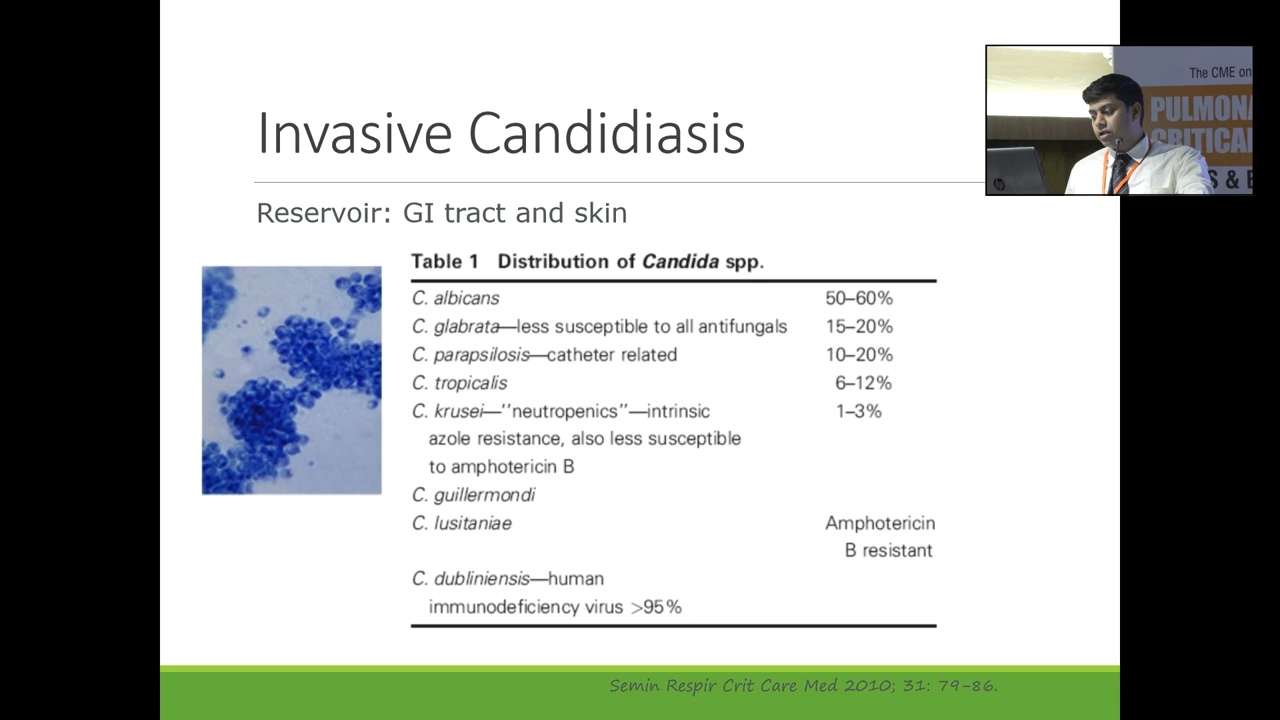 Invasive Candidiasis
Reservoir: GI tract and skin
Table 1 Distribution of Candida spp.
C. albicans 50–60%
C. glabrata—less susceptible to all antifungals 15–20%
C. parapsilosis—catheter related 10–20%
C. tropicalis 6–12%
C. krusei—''neutropenics''—intrinsic 1–3%
azole resistance, also less susceptible
to amphotericin B
C. guillermondi
C. lusitaniae Amphotericin
B resistant
C. dubliniensis—human
immunodeficiency virus >95%
Semin Respir Crit Care Med 2010; 31: 79-86.
The CME on
PULMONA
CRITICAL
S & E
hp